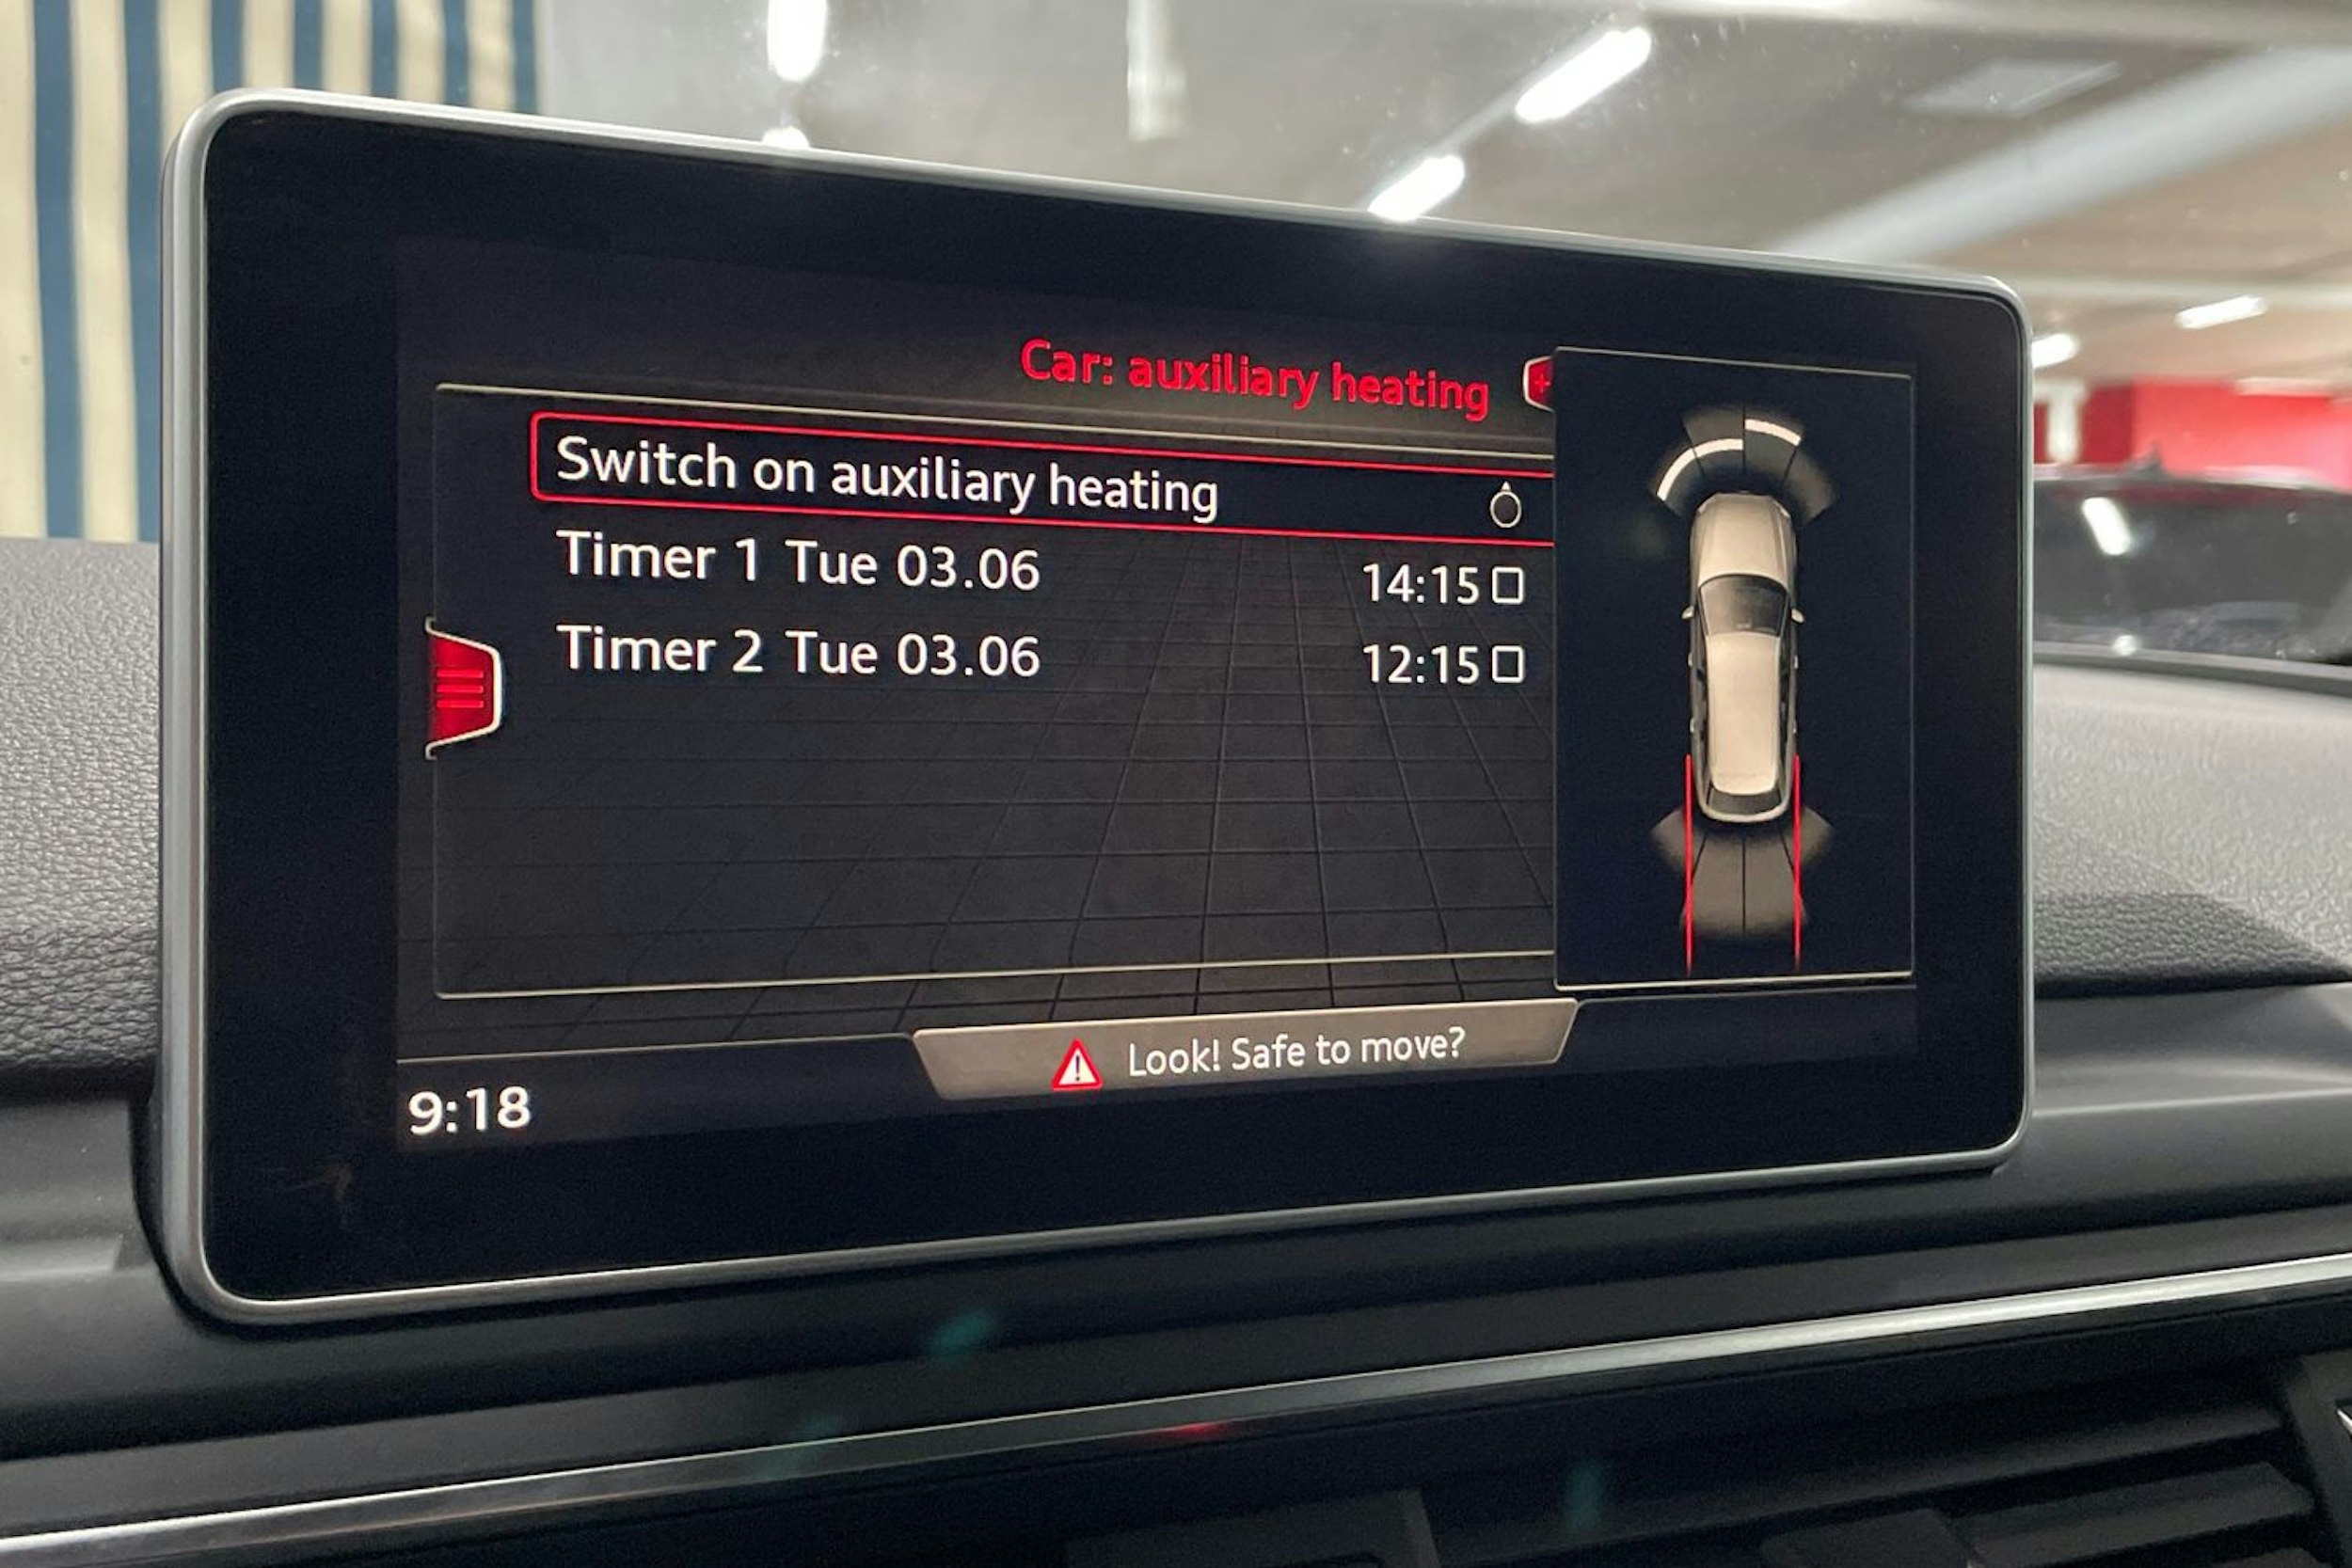 Car: auxiliary heating
Switch on auxiliary heating
Timer 1 Tue 03.06 14:15
Timer 2 Tue 03.06 12:15
Look! Safe to move?
9:18